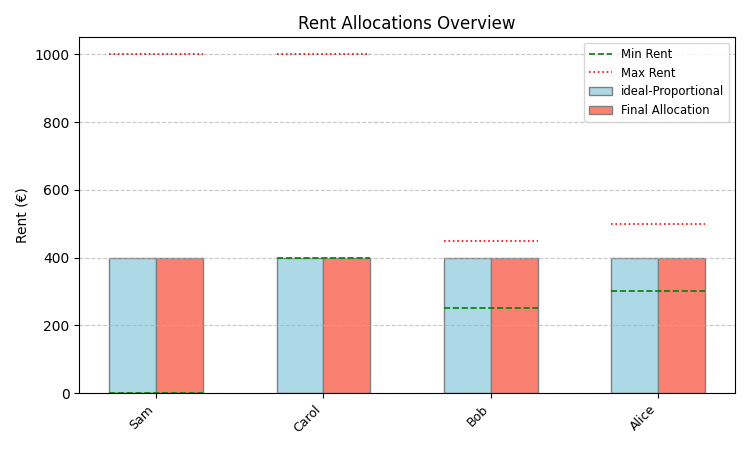 Rent Allocations Overview
Min Rent
Max Rent
ideal-Proportional
Final Allocation
Rent (€)
1000
800
600
400
200
0
Sam
Carol
Bob
Alice